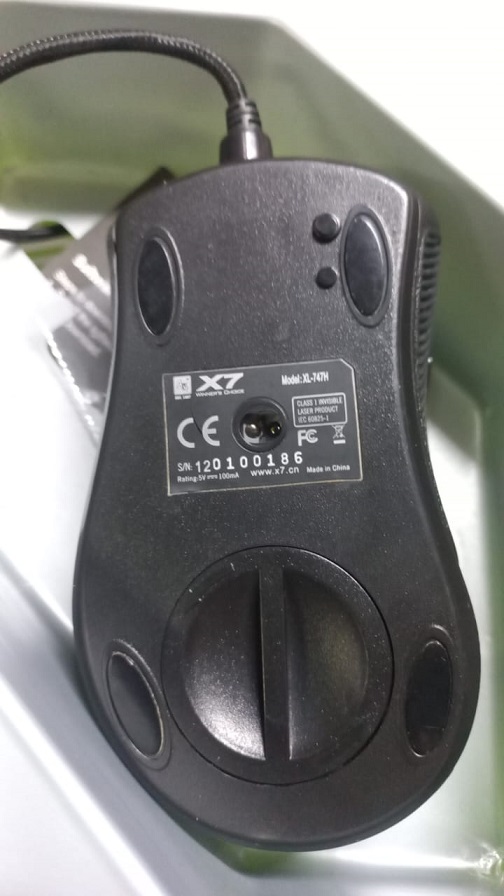 X7
WINNER'S CHOICE
Model: XL-747H
CLASS 1 INVISIBLE
LASER PRODUCT
IEC 60825-1
CE
FC
S/N: 120100186
Rating:5V⎓100mA www.x7.cn Made in China